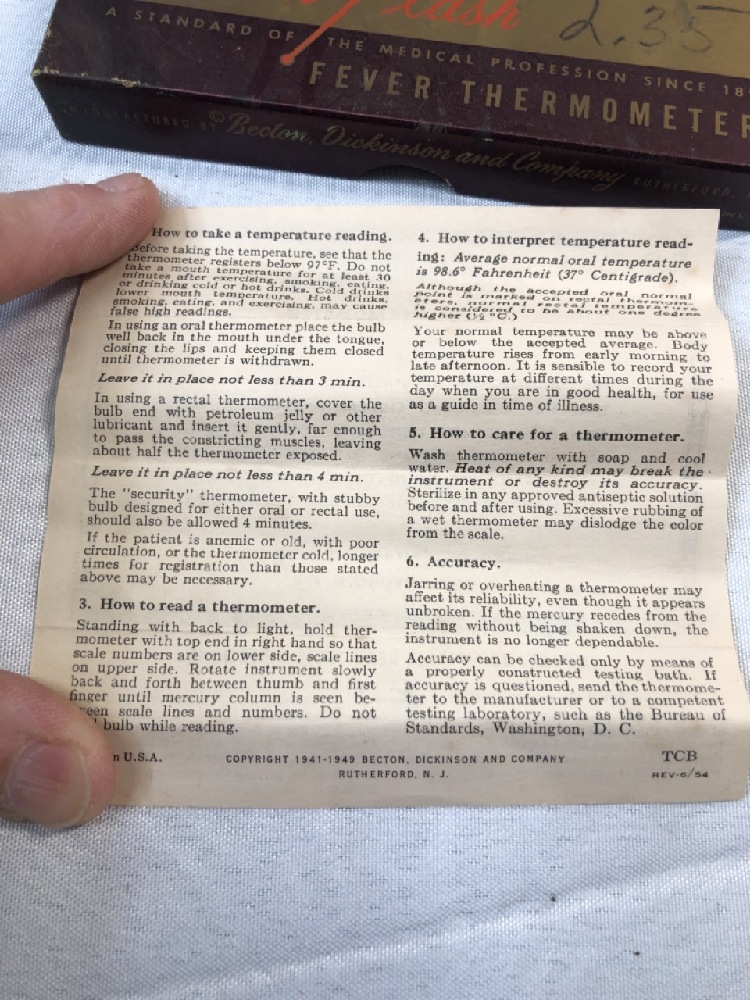 lash
2.35
A STANDARD OF THE MEDICAL PROFESSION SINCE 18
FEVER THERMOMETER
BY Becton, Dickinson and Company RUTHERFORD,
How to take a temperature reading.
Before taking the temperature, see that the
thermometer registers below 97°F. Do not
take a mouth temperature for at least 30
minutes after exercising, smoking, eating,
or drinking cold or hot drinks. Cold drinks
lower mouth temperature. Hot drinks,
smoking, eating, and exercising, may cause
false high readings.
In using an oral thermometer place the bulb
well back in the mouth under the tongue,
closing the lips and keeping them closed
until thermometer is withdrawn.
Leave it in place not less than 3 min.
In using a rectal thermometer, cover the
bulb end with petroleum jelly or other
lubricant and insert it gently, far enough
to pass the constricting muscles, leaving
about half the thermometer exposed.
Leave it in place not less than 4 min.
The "security" thermometer, with stubby
bulb designed for either oral or rectal use,
should also be allowed 4 minutes.
If the patient is anemic or old, with poor
circulation, or the thermometer cold, longer
times for registration than those stated
above may be necessary.
3. How to read a thermometer.
Standing with back to light, hold ther-
mometer with top end in right hand so that
scale numbers are on lower side, scale lines
on upper side. Rotate instrument slowly
back and forth between thumb and first
finger until mercury column is seen be-
een scale lines and numbers. Do not
bulb while reading.
4. How to interpret temperature read-
ing: Average normal oral temperature
is 98.6° Fahrenheit (37° Centigrade).
Although the accepted oral normal
point is marked on rectal thermom-
eters, normal rectal temperature
is considered to be about one degree
higher (½°C.)
Your normal temperature may be above
or below the accepted average. Body
temperature rises from early morning to
late afternoon. It is sensible to record your
temperature at different times during the
day when you are in good health, for use
as a guide in time of illness.
5. How to care for a thermometer.
Wash thermometer with soap and cool
water. Heat of any kind may break the
instrument or destroy its accuracy.
Sterilize in any approved antiseptic solution
before and after using. Excessive rubbing of
a wet thermometer may dislodge the color
from the scale.
6. Accuracy.
Jarring or overheating a thermometer may
affect its reliability, even though it appears
unbroken. If the mercury recedes from the
reading without being shaken down, the
instrument is no longer dependable.
Accuracy can be checked only by means of
a properly constructed testing bath. If
accuracy is questioned, send the thermome-
ter to the manufacturer or to a competent
testing laboratory, such as the Bureau of
Standards, Washington, D. C.
n U.S.A.
COPYRIGHT 1941-1949 BECTON, DICKINSON AND COMPANY
RUTHERFORD, N. J.
TCB
REV-6/54